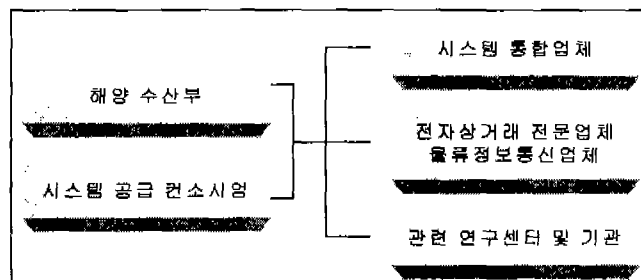 해양 수산부
시스템 공급 컨소시엄
시스템 통합업체
전자상거래 전문업체
물류정보통신업체
관련 연구센터 및 기관